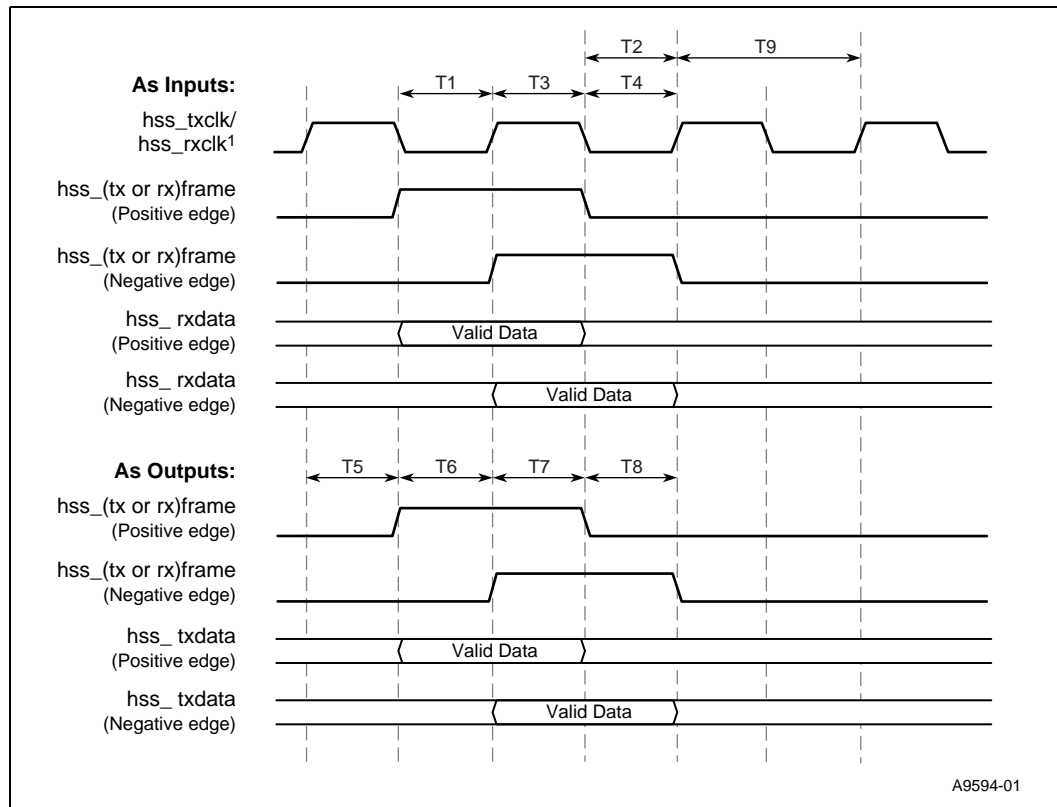 T2 T9
As Inputs: T1 T3 T4
hss_txclk/
hss_rxclk1
hss_(tx or rx)frame
(Positive edge)
hss_(tx or rx)frame
(Negative edge)
hss_ rxdata
(Positive edge)
Valid Data
hss_ rxdata
(Negative edge)
Valid Data
As Outputs: T5 T6 T7 T8
hss_(tx or rx)frame
(Positive edge)
hss_(tx or rx)frame
(Negative edge)
hss_ txdata
(Positive edge)
Valid Data
hss_ txdata
(Negative edge)
Valid Data
A9594-01